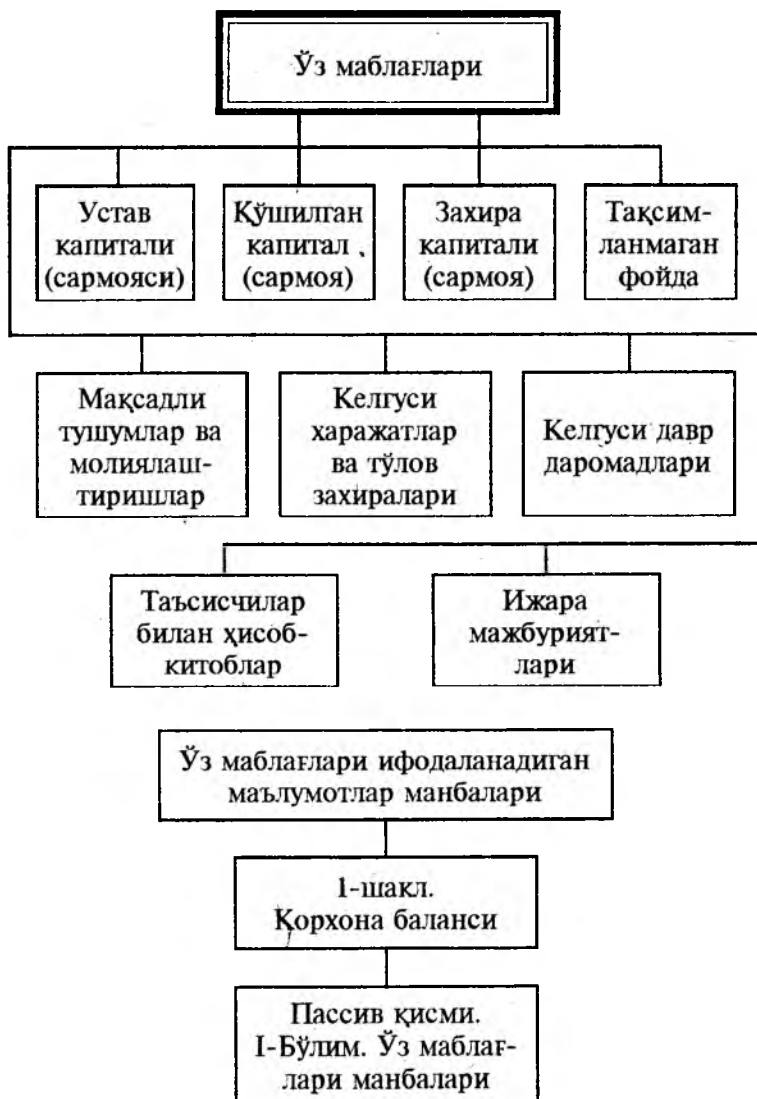 Ўз маблағлари
Устав
капитали
(сармояси)
Қўшилган
капитал
(сармоя)
Захира
капитали
(сармоя)
Тақсим-
ланмаган
фойда
Мақсадли
тушумлар ва
молиялаш-
тиришлар
Келгуси
харажатлар
ва тўлов
захиралари
Келгуси давр
даромадлари
Таъсисчилар
билан ҳисоб-
китоблар
Ижара
мажбурият-
лари
Ўз маблағлари ифодаланадиган
маълумотлар манбалари
1-шакл.
Қорхона баланси
Пассив қисми.
I-Бўлим. Ўз маблағ-
лари манбалари